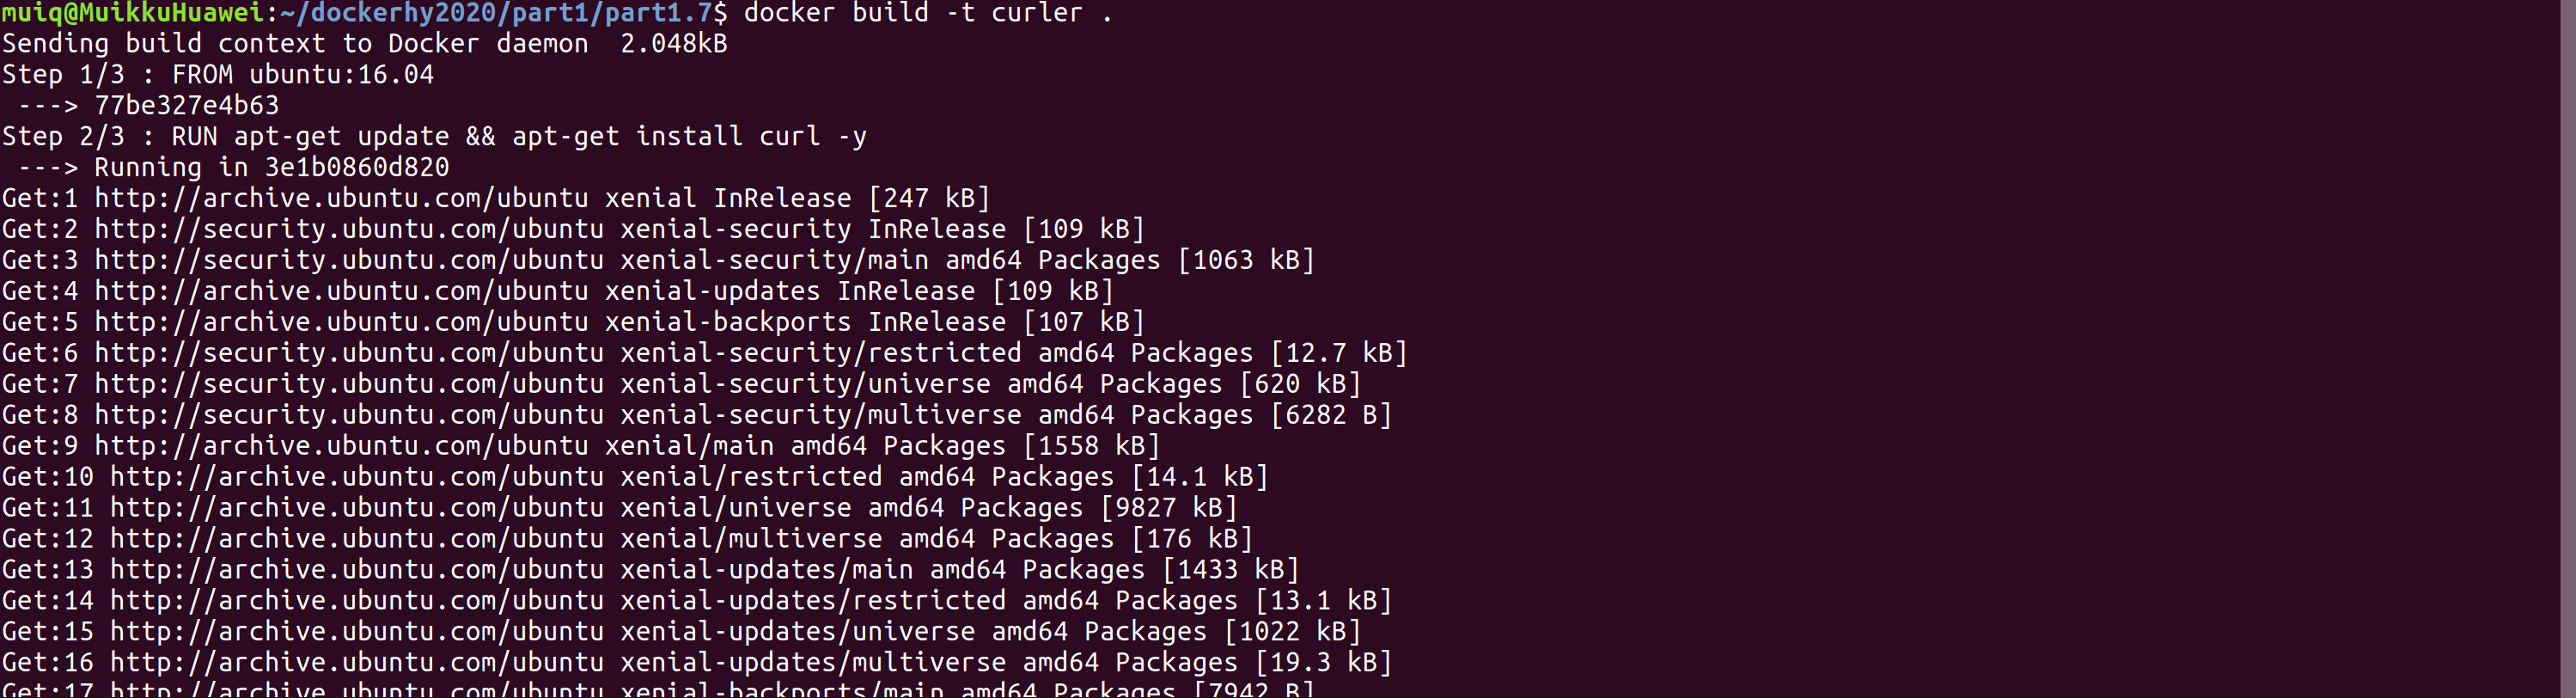 muiq@MuikkuHuawei:~/dockerhy2020/part1/part1.7$ docker build -t curler .
Sending build context to Docker daemon  2.048kB
Step 1/3 : FROM ubuntu:16.04
 ---> 77be327e4b63
Step 2/3 : RUN apt-get update && apt-get install curl -y
 ---> Running in 3e1b0860d820
Get:1 http://archive.ubuntu.com/ubuntu xenial InRelease [247 kB]
Get:2 http://security.ubuntu.com/ubuntu xenial-security InRelease [109 kB]
Get:3 http://security.ubuntu.com/ubuntu xenial-security/main amd64 Packages [1063 kB]
Get:4 http://archive.ubuntu.com/ubuntu xenial-updates InRelease [109 kB]
Get:5 http://archive.ubuntu.com/ubuntu xenial-backports InRelease [107 kB]
Get:6 http://security.ubuntu.com/ubuntu xenial-security/restricted amd64 Packages [12.7 kB]
Get:7 http://security.ubuntu.com/ubuntu xenial-security/universe amd64 Packages [620 kB]
Get:8 http://security.ubuntu.com/ubuntu xenial-security/multiverse amd64 Packages [6282 B]
Get:9 http://archive.ubuntu.com/ubuntu xenial/main amd64 Packages [1558 kB]
Get:10 http://archive.ubuntu.com/ubuntu xenial/restricted amd64 Packages [14.1 kB]
Get:11 http://archive.ubuntu.com/ubuntu xenial/universe amd64 Packages [9827 kB]
Get:12 http://archive.ubuntu.com/ubuntu xenial/multiverse amd64 Packages [176 kB]
Get:13 http://archive.ubuntu.com/ubuntu xenial-updates/main amd64 Packages [1433 kB]
Get:14 http://archive.ubuntu.com/ubuntu xenial-updates/restricted amd64 Packages [13.1 kB]
Get:15 http://archive.ubuntu.com/ubuntu xenial-updates/universe amd64 Packages [1022 kB]
Get:16 http://archive.ubuntu.com/ubuntu xenial-updates/multiverse amd64 Packages [19.3 kB]
Get:17 http://archive.ubuntu.com/ubuntu xenial-backports/main amd64 Packages [7942 B]